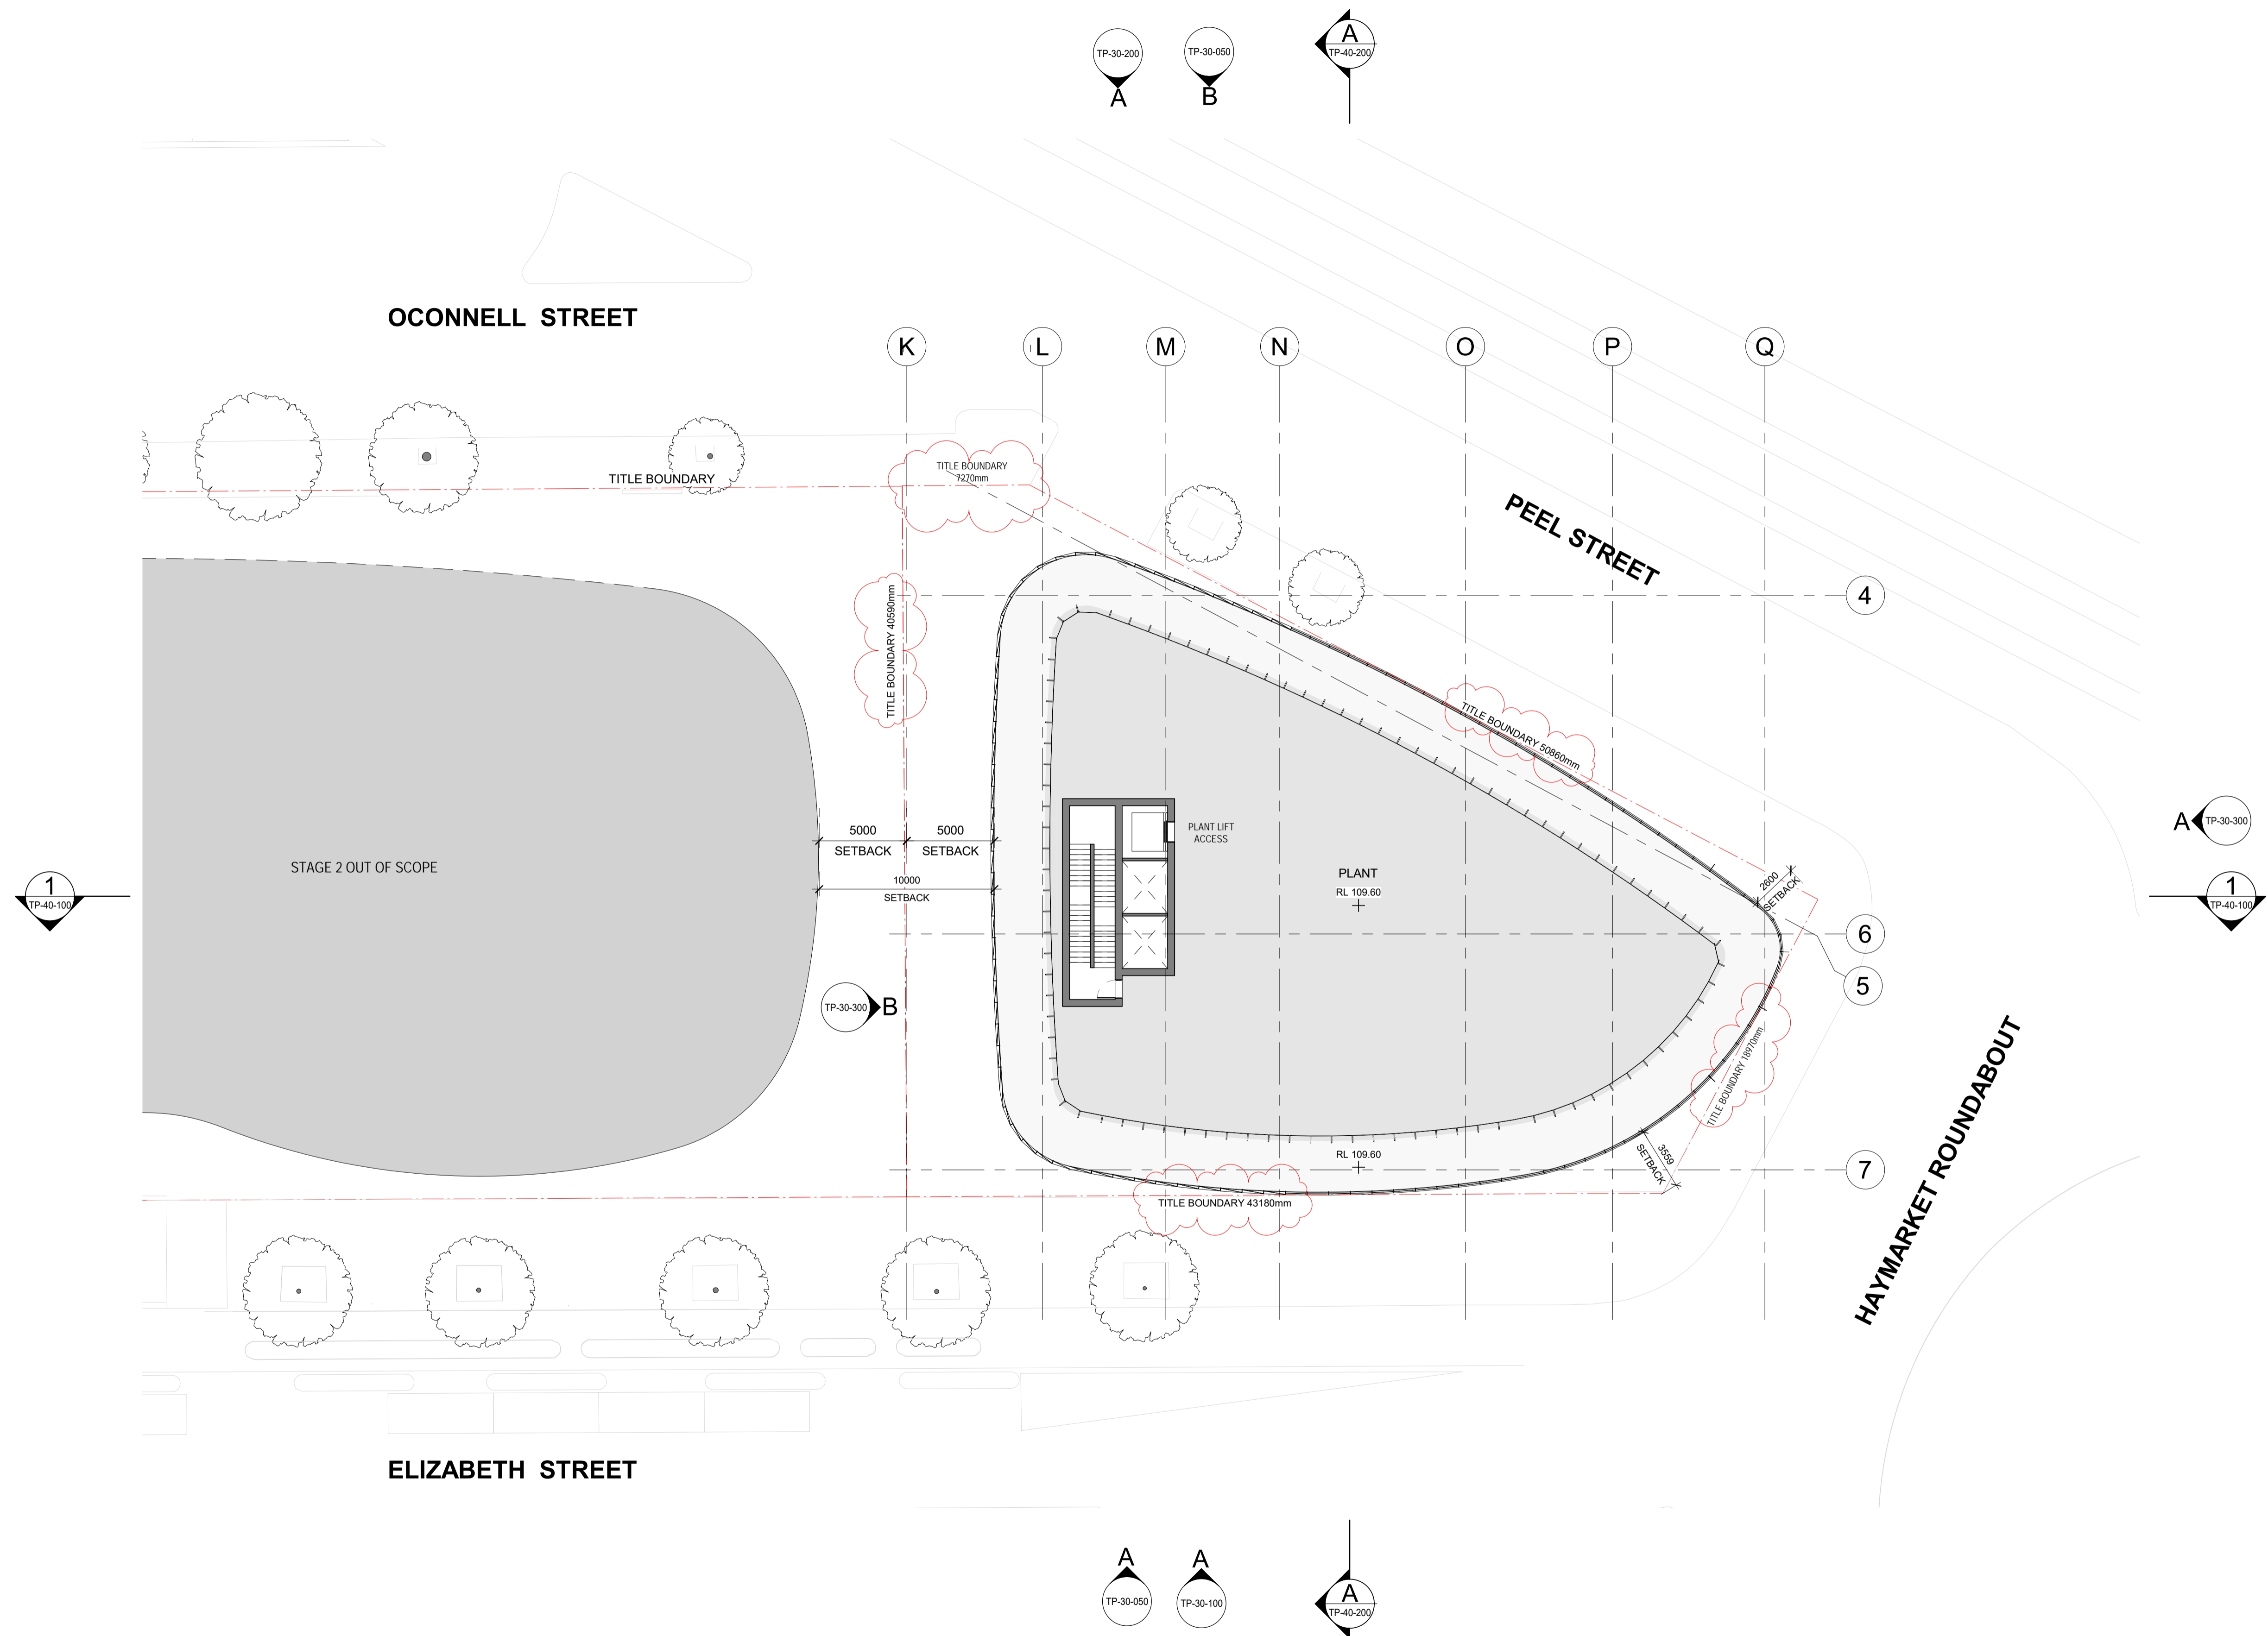 TP-30-200
A
TP-30-050
B
A
TP-40-200
OCONNELL STREET
K
L
M
N
O
P
Q
TITLE BOUNDARY
7270mm
TITLE BOUNDARY
PEEL STREET
4
TITLE BOUNDARY 40590mm
TITLE BOUNDARY 50860mm
5000
SETBACK
5000
SETBACK
10000
SETBACK
PLANT LIFT
ACCESS
STAGE 2 OUT OF SCOPE
PLANT
RL 109.60
2600
SETBACK
A
TP-30-300
1
TP-40-100
1
TP-40-100
6
5
TP-30-300
B
TITLE BOUNDARY 18970mm
HAYMARKET ROUNDABOUT
RL 109.60
3559
SETBACK
7
TITLE BOUNDARY 43180mm
ELIZABETH STREET
A
TP-30-050
A
TP-30-100
A
TP-40-200